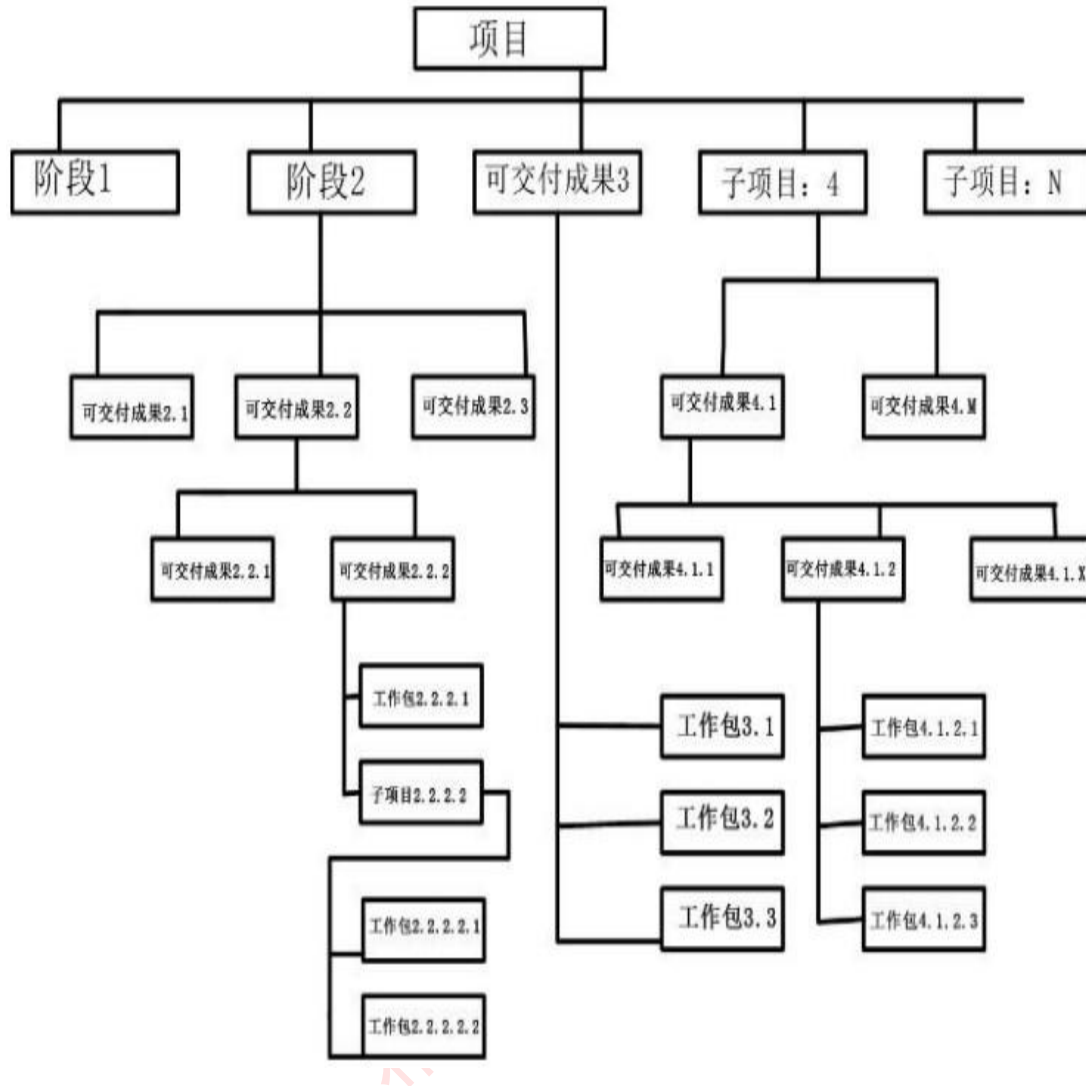 项目
阶段1
阶段2
可交付成果3
子项目：4
子项目：N
可交付成果2.1
可交付成果2.2
可交付成果2.3
可交付成果4.1
可交付成果4.M
可交付成果2.2.1
可交付成果2.2.2
可交付成果4.1.1
可交付成果4.1.2
可交付成果4.1.X
工作包2.2.2.1
子项目2.2.2.2
工作包3.1
工作包4.1.2.1
工作包3.2
工作包4.1.2.2
工作包3.3
工作包4.1.2.3
工作包2.2.2.2.1
工作包2.2.2.2.2